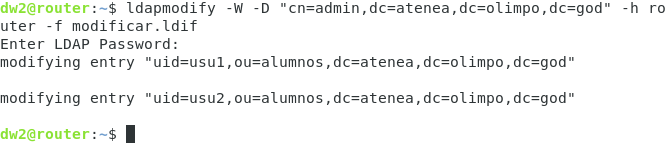 dw2@router:~$ ldapmodify -W -D "cn=admin,dc=atenea,dc=olimpo,dc=god" -h ro
uter -f modificar.ldif
Enter LDAP Password:
modifying entry "uid=usu1,ou=alumnos,dc=atenea,dc=olimpo,dc=god"
modifying entry "uid=usu2,ou=alumnos,dc=atenea,dc=olimpo,dc=god"
dw2@router:~$